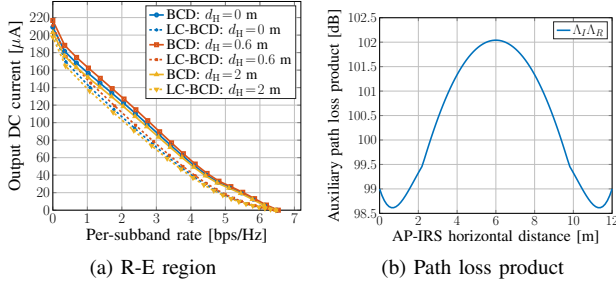 Output DC current [μA]
220
200
180
160
140
120
100
80
60
40
20
0
BCD: d_H = 0 m
LC-BCD: d_H = 0 m
BCD: d_H = 0.6 m
LC-BCD: d_H = 0.6 m
BCD: d_H = 2 m
LC-BCD: d_H = 2 m
0 1 2 3 4 5 6 7
Per-subband rate [bps/Hz]
(a) R-E region
Auxiliary path loss product [dB]
102.5
102
101.5
101
100.5
100
99.5
99
98.5
Λ_IΛ_R
0 2 4 6 8 10 12
AP-IRS horizontal distance [m]
(b) Path loss product